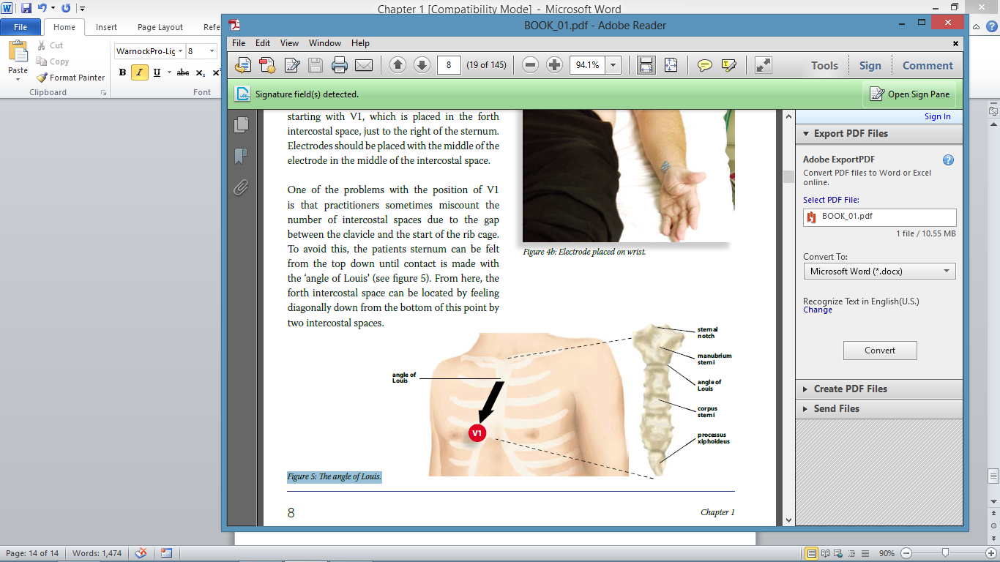 Chapter 1 [Compatibility Mode] - Microsoft Word
File
Home
Insert
Page Layout
Refe
Paste
Cut
Copy
Format Painter
Clipboard
WarnockPro-Lig
8
B I U abc x₂ x
Font
BOOK_01.pdf - Adobe Reader
File Edit View Window Help
8 (19 of 145)
94.1%
Tools
Sign
Comment
Signature field(s) detected.
Open Sign Pane
starting with V1, which is placed in the forth
intercostal space, just to the right of the sternum.
Electrodes should be placed with the middle of the
electrode in the middle of the intercostal space.
One of the problems with the position of V1
is that practitioners sometimes miscount the
number of intercostal spaces due to the gap
between the clavicle and the start of the rib cage.
To avoid this, the patients sternum can be felt
from the top down until contact is made with
the ‘angle of Louis’ (see figure 5). From here, the
forth intercostal space can be located by feeling
diagonally down from the bottom of this point by
two intercostal spaces.
Figure 4b: Electrode placed on wrist.
angle of
Louis
V1
sternal
notch
manubrium
sterni
angle of
Louis
corpus
sterni
processus
xiphoideus
Figure 5: The angle of Louis.
8
Chapter 1
Sign In
Export PDF Files
Adobe ExportPDF
Convert PDF files to Word or Excel
online.
Select PDF File:
BOOK_01.pdf
1 file / 10.55 MB
Convert To:
Microsoft Word (*.docx)
Recognize Text in English(U.S.)
Change
Convert
Create PDF Files
Send Files
Page: 14 of 14
Words: 1,474
90%